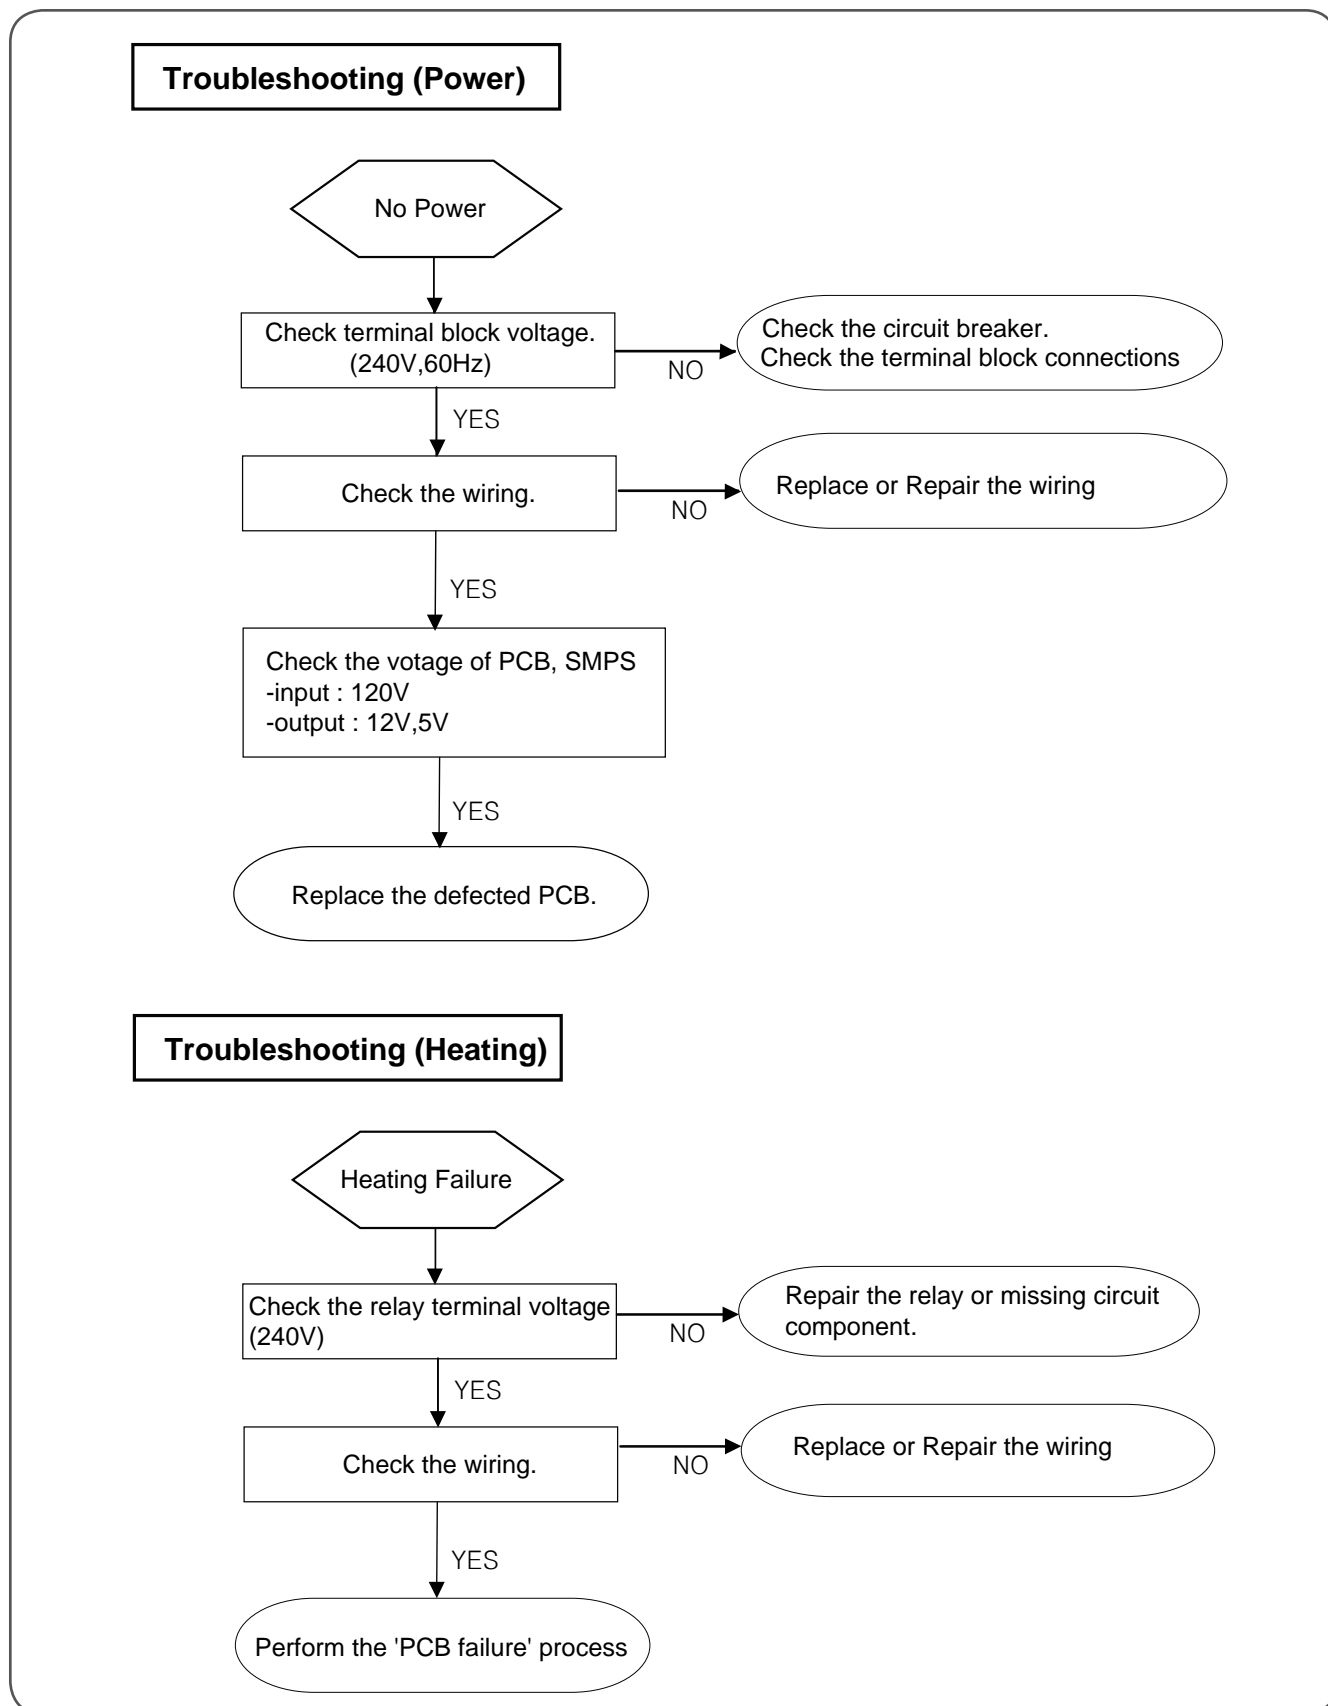 Troubleshooting (Power)
No Power
Check terminal block voltage.
(240V,60Hz)
NO
Check the circuit breaker.
Check the terminal block connections
YES
Check the wiring.
NO
Replace or Repair the wiring
YES
Check the votage of PCB, SMPS
-input : 120V
-output : 12V,5V
YES
Replace the defected PCB.
Troubleshooting (Heating)
Heating Failure
Check the relay terminal voltage
(240V)
NO
Repair the relay or missing circuit
component.
YES
Check the wiring.
NO
Replace or Repair the wiring
YES
Perform the 'PCB failure' process